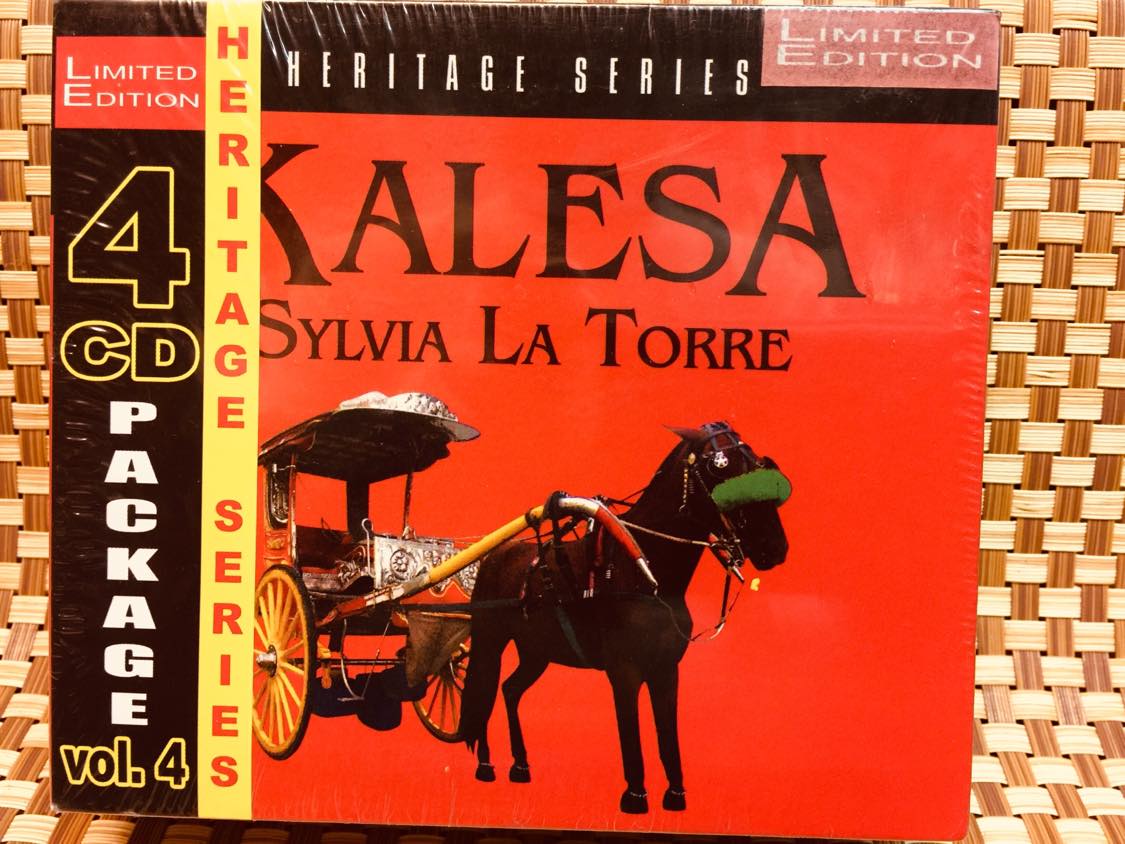 LIMITED
EDITION
4
CD
PACKAGE
vol. 4
HERITAGE SERIES
HERITAGE SERIES
LIMITED
EDITION
KALESA
SYLVIA LA TORRE